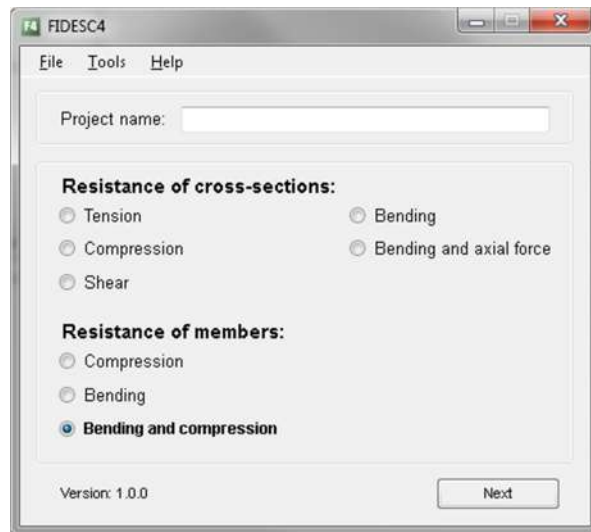 F4 FIDESC4
File Tools Help
Project name:
Resistance of cross-sections:
Tension
Bending
Compression
Bending and axial force
Shear
Resistance of members:
Compression
Bending
Bending and compression
Version: 1.0.0
Next